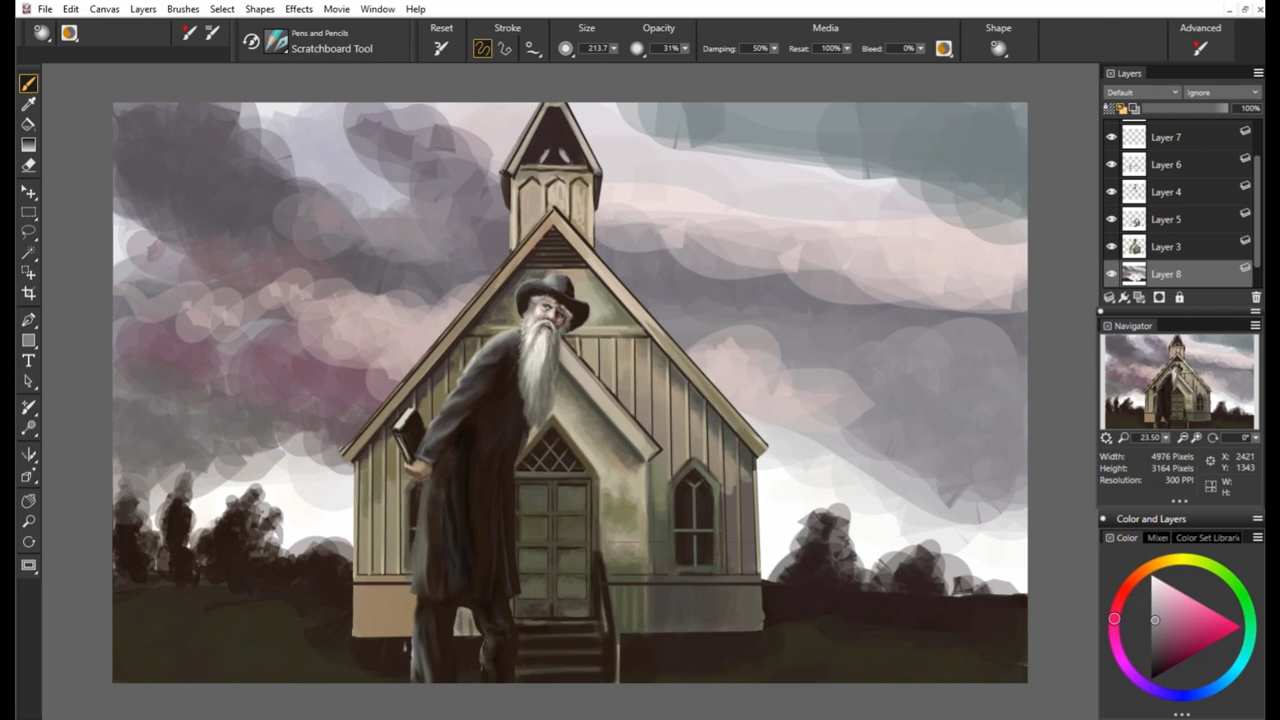 File Edit Canvas Layers Brushes Select Shapes Effects Movie Window Help
Pens and Pencils
Scratchboard Tool
Reset
Stroke
Size
213.7
Opacity
31%
Media
Damping: 50% Resat: 100% Bleed: 0%
Shape
Advanced
Layers
Default Ignore
100%
Layer 7
Layer 6
Layer 4
Layer 5
Layer 3
Layer 8
Navigator
23.50 0°
Width: 4976 Pixels X: 2421
Height: 3164 Pixels Y: 1343
Resolution: 300 PPI W:
H:
Color and Layers
Color Mixer Color Set Librari
T